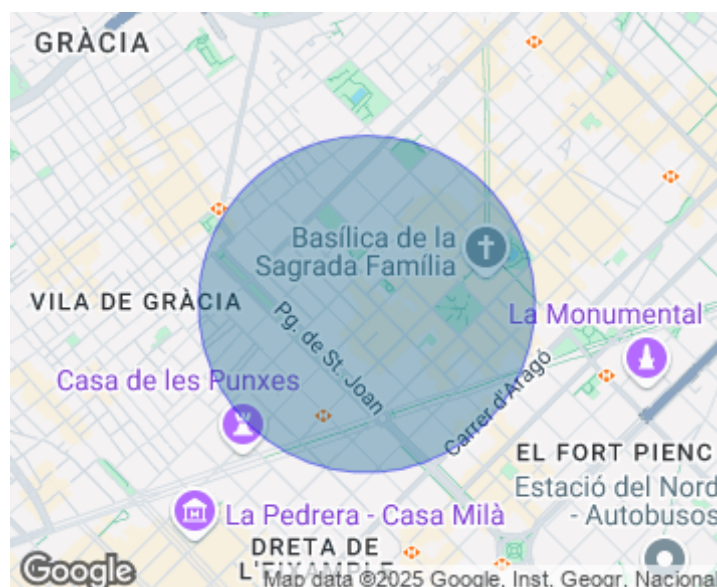 GRÀCIA
Basílica de la
Sagrada Família
VILA DE GRÀCIA
Pg. de St. Joan
La Monumental
Casa de les Punxes
Carrer d'Aragó
EL FORT PIENC
Estació del Nord
- Autobusos
La Pedrera - Casa Milà
DRETA DE
L'EIXAMPLE
Google
Map data ©2025 Google, Inst. Geogr. Nacional